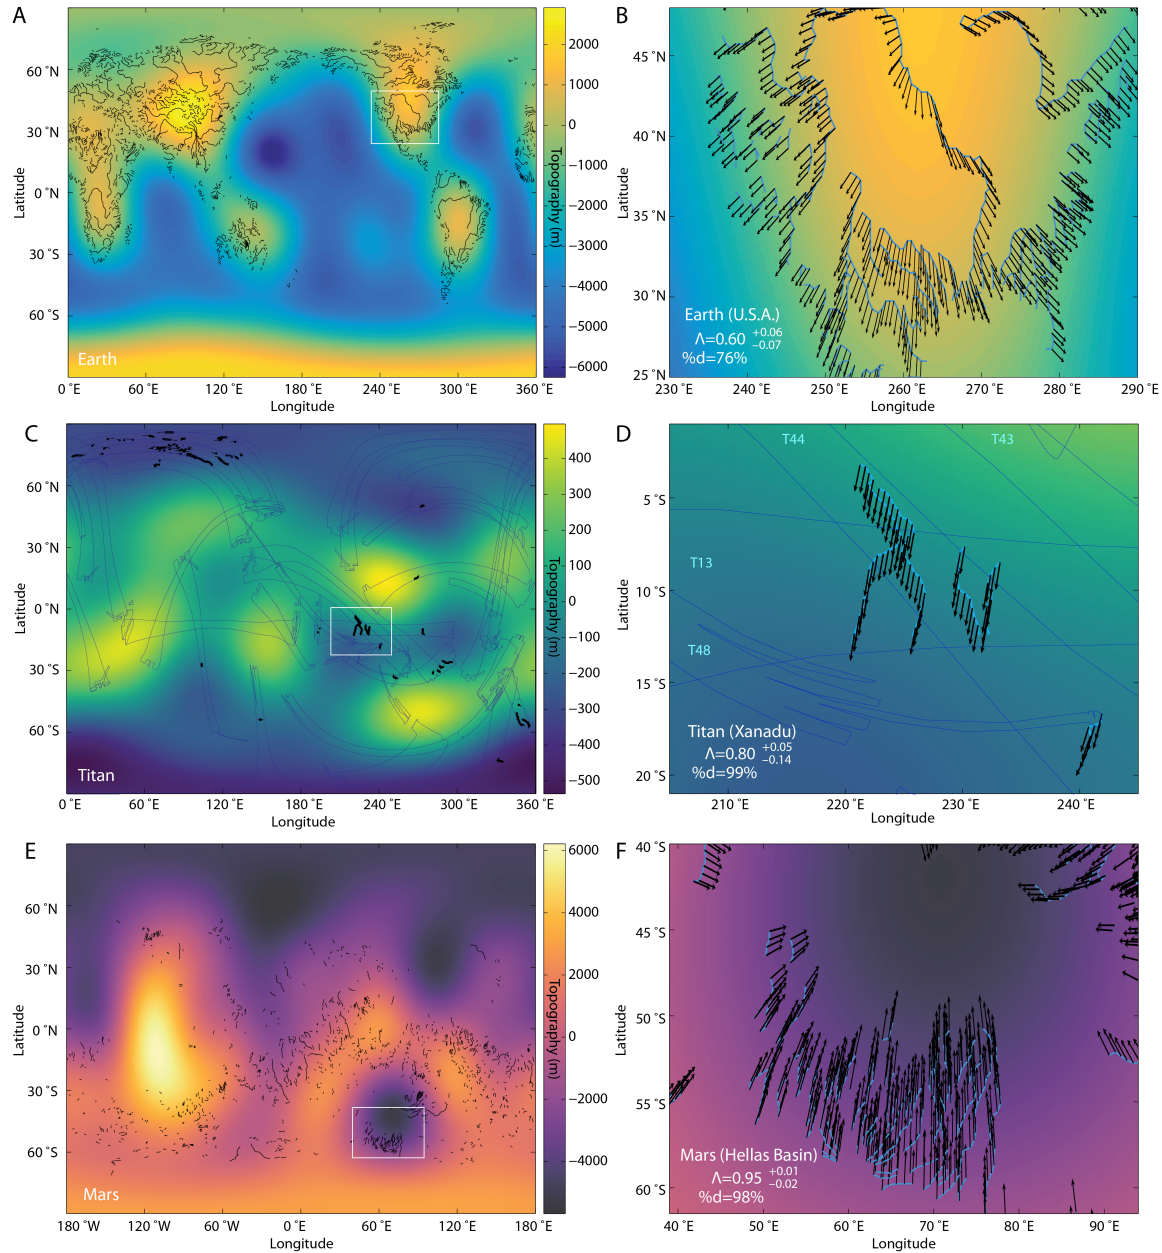 A
60 °N
30 °N
0 °N
30 °S
60 °S
Latitude
Earth
0 °E
60 °E
120 °E
180 °E
240 °E
300 °E
360 °E
Longitude
2000
1000
0
−1000
−2000
−3000
−4000
−5000
−6000
Topography (m)
B
45 °N
40 °N
35 °N
30 °N
25 °N
Latitude
Earth (U.S.A.)
Λ=0.60 +0.06 −0.07
%d=76%
230 °E
250 °E
260 °E
270 °E
280 °E
290 °E
Longitude
C
60 °N
30 °N
0 °N
30 °S
60 °S
Latitude
Titan
0 °E
60 °E
120 °E
180 °E
240 °E
300 °E
360 °E
Longitude
400
300
200
100
0
−100
−200
−300
−400
−500
Topography (m)
D
T44
T43
T13
T48
5 °S
10 °S
15 °S
20 °S
Latitude
Titan (Xanadu)
Λ=0.80 +0.05 −0.14
%d=99%
210 °E
220 °E
230 °E
240 °E
Longitude
E
60 °N
30 °N
0 °N
30 °S
60 °S
Latitude
Mars
180 °W
120 °W
60 °W
0 °E
60 °E
120 °E
180 °E
Longitude
6000
4000
2000
0
−2000
−4000
Topography (m)
F
40 °S
45 °S
50 °S
55 °S
60 °S
Latitude
Mars (Hellas Basin)
Λ=0.95 +0.01 −0.02
%d=98%
40 °E
50 °E
60 °E
70 °E
80 °E
90 °E
Longitude